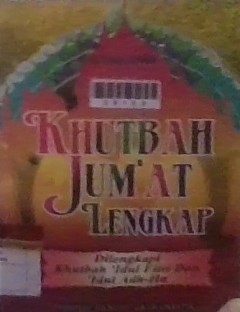 KHUTBAH
JUM'AT
LENGKAP
Dilengkapi
Khutbah 'Idul Fitri Dan
'Idul Adh-Ha